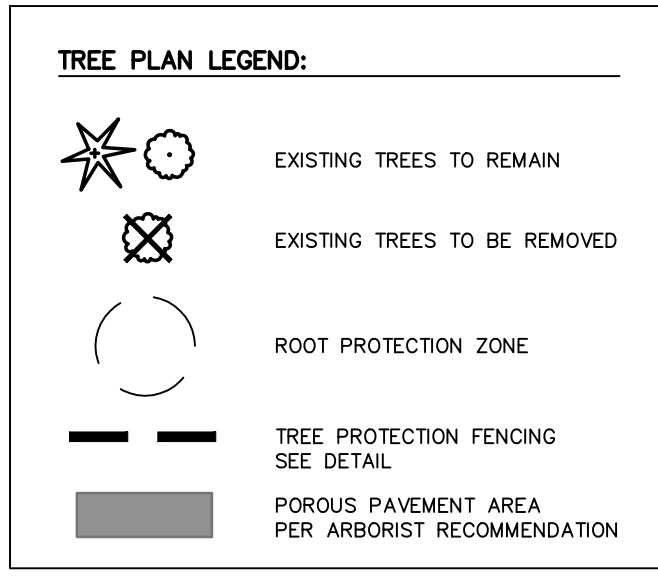 TREE PLAN LEGEND:
EXISTING TREES TO REMAIN
EXISTING TREES TO BE REMOVED
ROOT PROTECTION ZONE
TREE PROTECTION FENCING
SEE DETAIL
POROUS PAVEMENT AREA
PER ARBORIST RECOMMENDATION